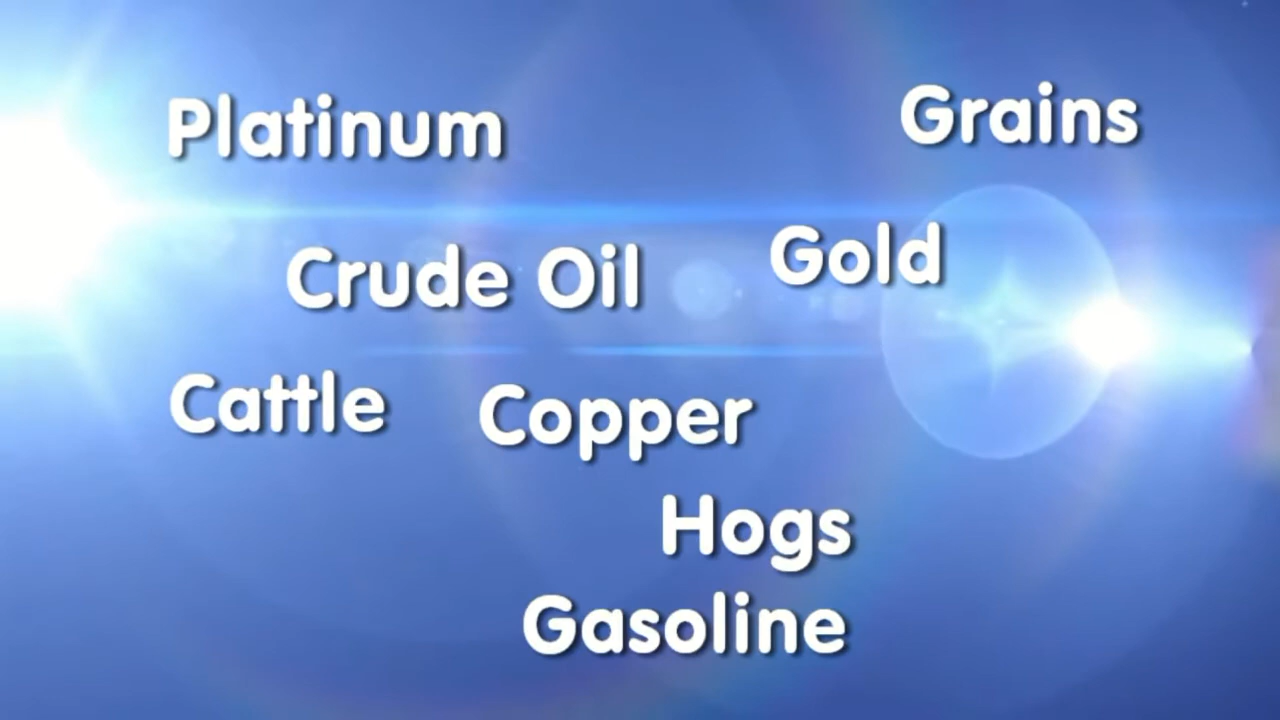 Platinum
Grains
Crude Oil
Gold
Cattle
Copper
Hogs
Gasoline